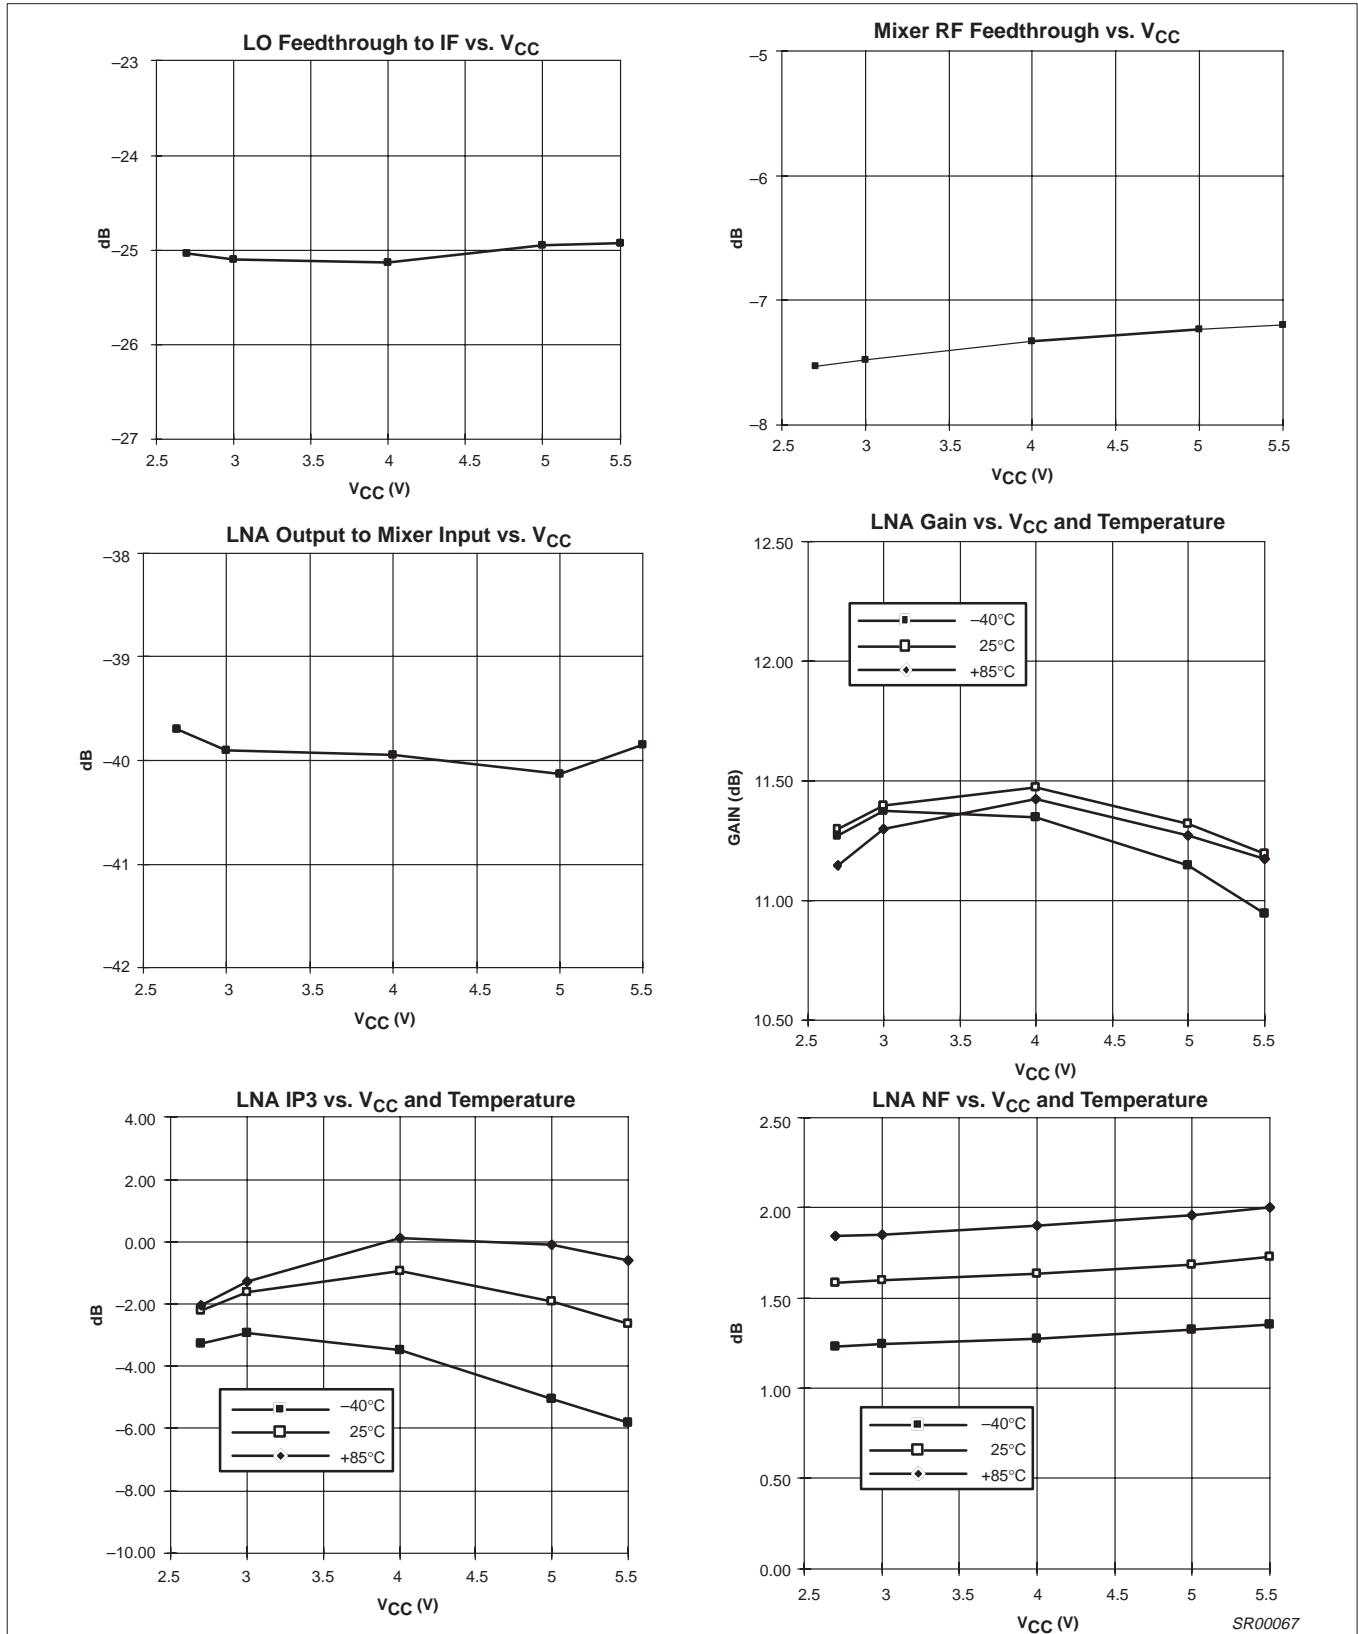 LO Feedthrough to IF vs. VCC
–23
–24
–25
–26
–27
dB
2.5 3 3.5 4 4.5 5 5.5
VCC (V)
Mixer RF Feedthrough vs. VCC
–5
–6
–7
–8
dB
2.5 3 3.5 4 4.5 5 5.5
VCC (V)
LNA Output to Mixer Input vs. VCC
–38
–39
–40
–41
–42
dB
2.5 3 3.5 4 4.5 5 5.5
VCC (V)
LNA Gain vs. VCC and Temperature
12.50
12.00
11.50
11.00
10.50
GAIN (dB)
–40°C
25°C
+85°C
2.5 3 3.5 4 4.5 5 5.5
VCC (V)
LNA IP3 vs. VCC and Temperature
4.00
2.00
0.00
–2.00
–4.00
–6.00
–8.00
–10.00
dB
–40°C
25°C
+85°C
2.5 3 3.5 4 4.5 5 5.5
VCC (V)
LNA NF vs. VCC and Temperature
2.50
2.00
1.50
1.00
0.50
0.00
dB
–40°C
25°C
+85°C
2.5 3 3.5 4 4.5 5 5.5
VCC (V)
SR00067